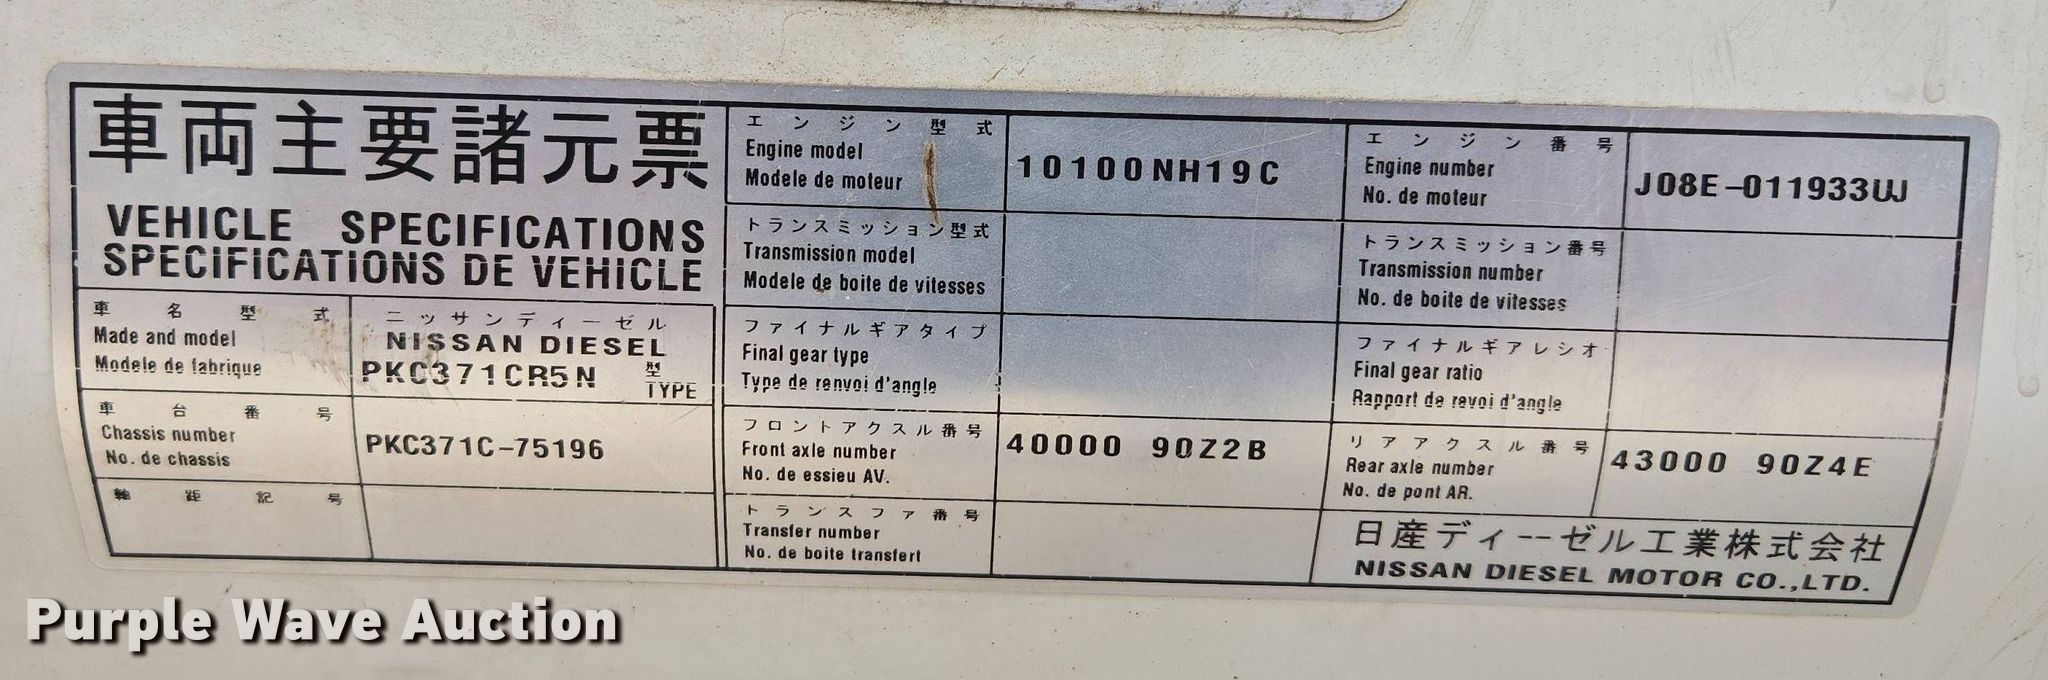 車両主要諸元票
VEHICLE SPECIFICATIONS
SPECIFICATIONS DE VEHICLE
車名型式
Made and model
Modele de fabrique
ニッサンディーゼル
NISSAN DIESEL
PKC371CR5N 型 TYPE
車台番号
Chassis number
No. de chassis
PKC371C-75196
軸距記号
エンジン型式
Engine model
Modele de moteur
10100NH19C
エンジン番号
Engine number
No. de moteur
J08E-011933UJ
トランスミッション型式
Transmission model
Modele de boite de vitesses
トランスミッション番号
Transmission number
No. de boite de vitesses
ファイナルギアタイプ
Final gear type
Type de renvoi d'angle
ファイナルギアレシオ
Final gear ratio
Rapport de revoi d'angle
フロントアクスル番号
Front axle number
No. de essieu AV.
40000 90Z2B
リアアクスル番号
Rear axle number
No. de pont AR.
43000 90Z4E
トランスファ番号
Transfer number
No. de boite transfert
日産ディーゼル工業株式会社
NISSAN DIESEL MOTOR CO.,LTD.
Purple Wave Auction